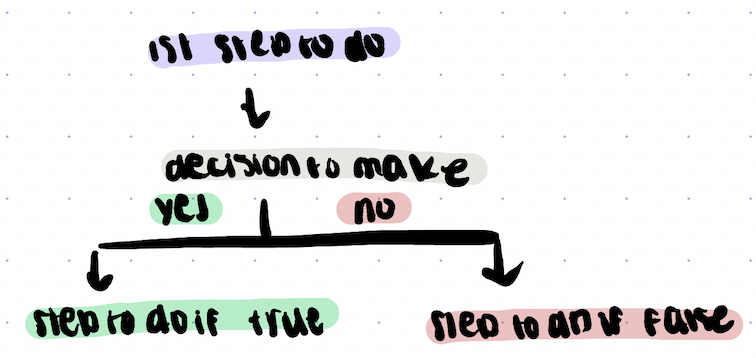 1st step to do
decision to make
yes no
step to do if true
step to do if false